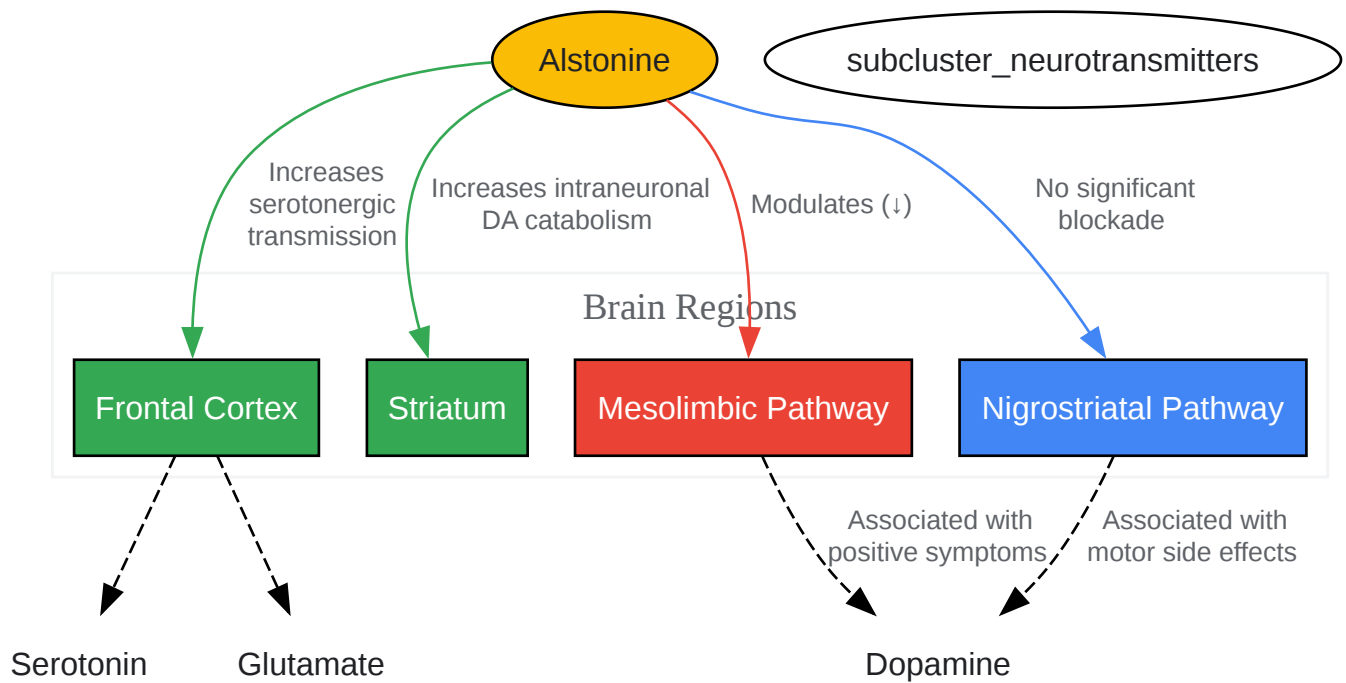 Alstonine
subcluster_neurotransmitters
Increases
serotonergic
transmission
Increases intraneuronal
DA catabolism
Modulates (↓)
No significant
blockade
Brain Regions
Frontal Cortex
Striatum
Mesolimbic Pathway
Nigrostriatal Pathway
Associated with
positive symptoms
Associated with
motor side effects
Serotonin
Glutamate
Dopamine